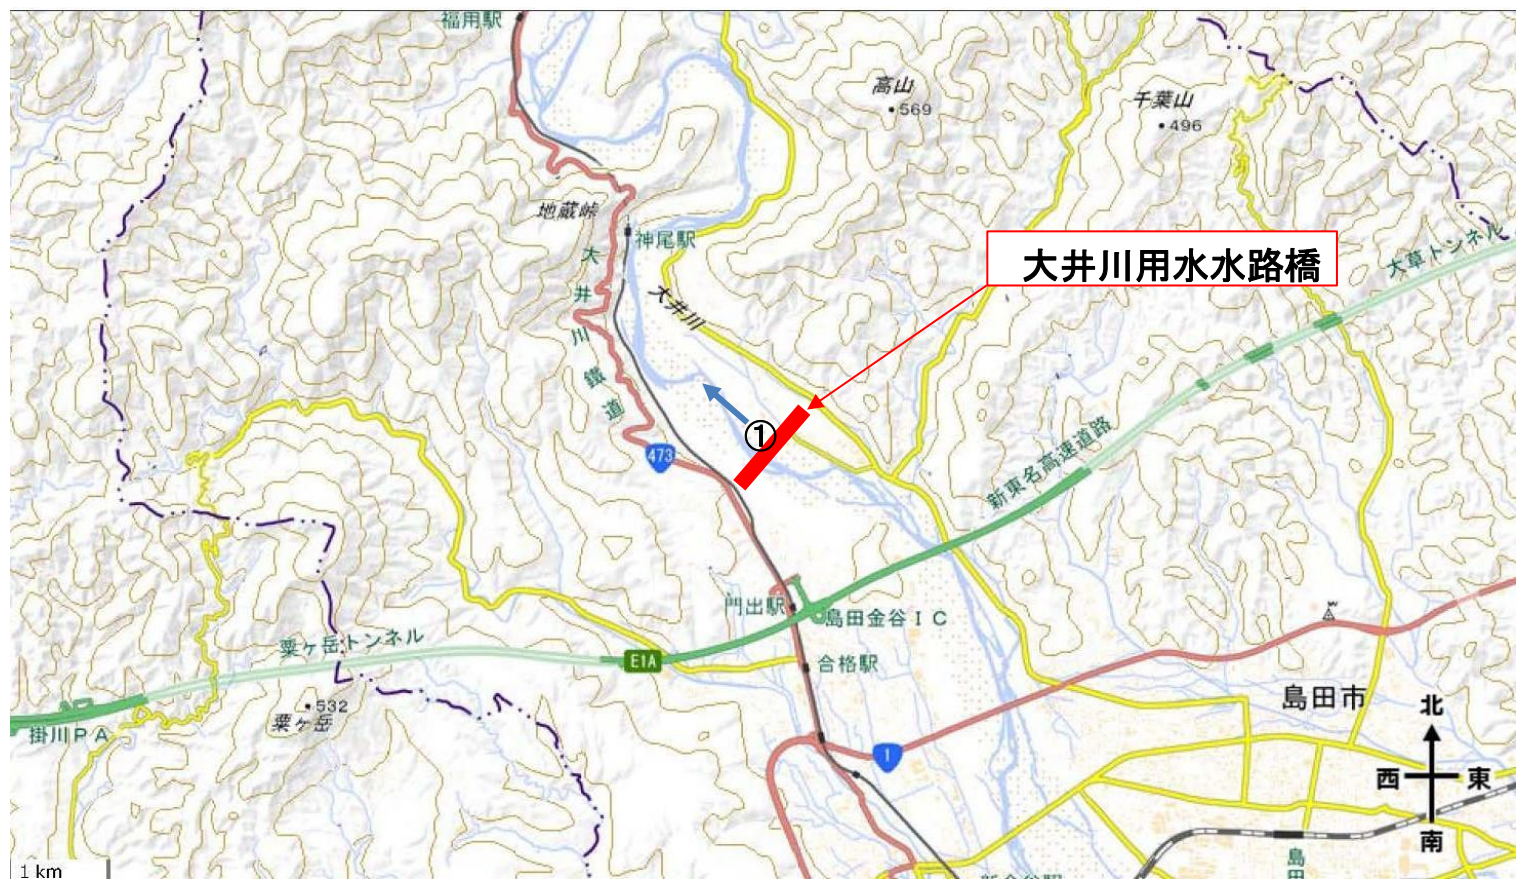 福用駅
高山
・569
千葉山
・496
地蔵峠
神尾駅
大井川鐵道
大井川
大井川用水水路橋
大草トンネル
①
473
新東名高速道路
門出駅
島田金谷IC
粟ヶ岳トンネル
E1A
合格駅
・532
粟ヶ岳
掛川PA
島田市
北
西
東
南
1
島田
1 km